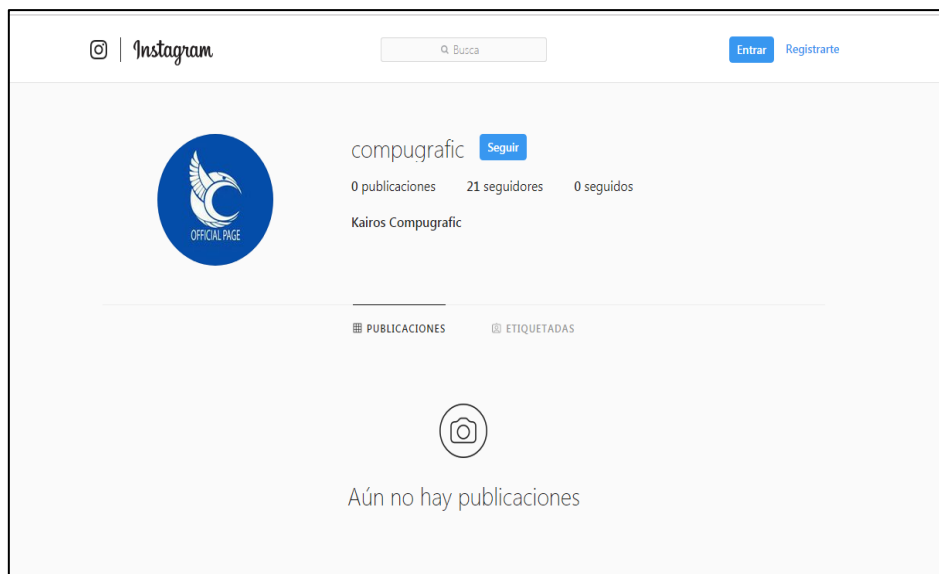 Instagram
Busca
Entrar Registrarte
compugrafic Seguir
0 publicaciones 21 seguidores 0 seguidos
Kairos Compugrafic
OFFICIAL PAGE
PUBLICACIONES ETIQUETADAS
Aún no hay publicaciones